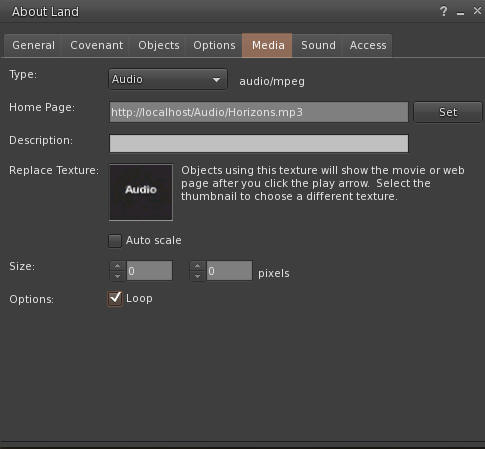 About Land
? _ ×
General Covenant Objects Options Media Sound Access
Type: Audio audio/mpeg
Home Page: http://localhost/Audio/Horizons.mp3 Set
Description:
Replace Texture: Audio Objects using this texture will show the movie or web
page after you click the play arrow. Select the
thumbnail to choose a different texture.
Auto scale
Size: 0 0 pixels
Options: Loop